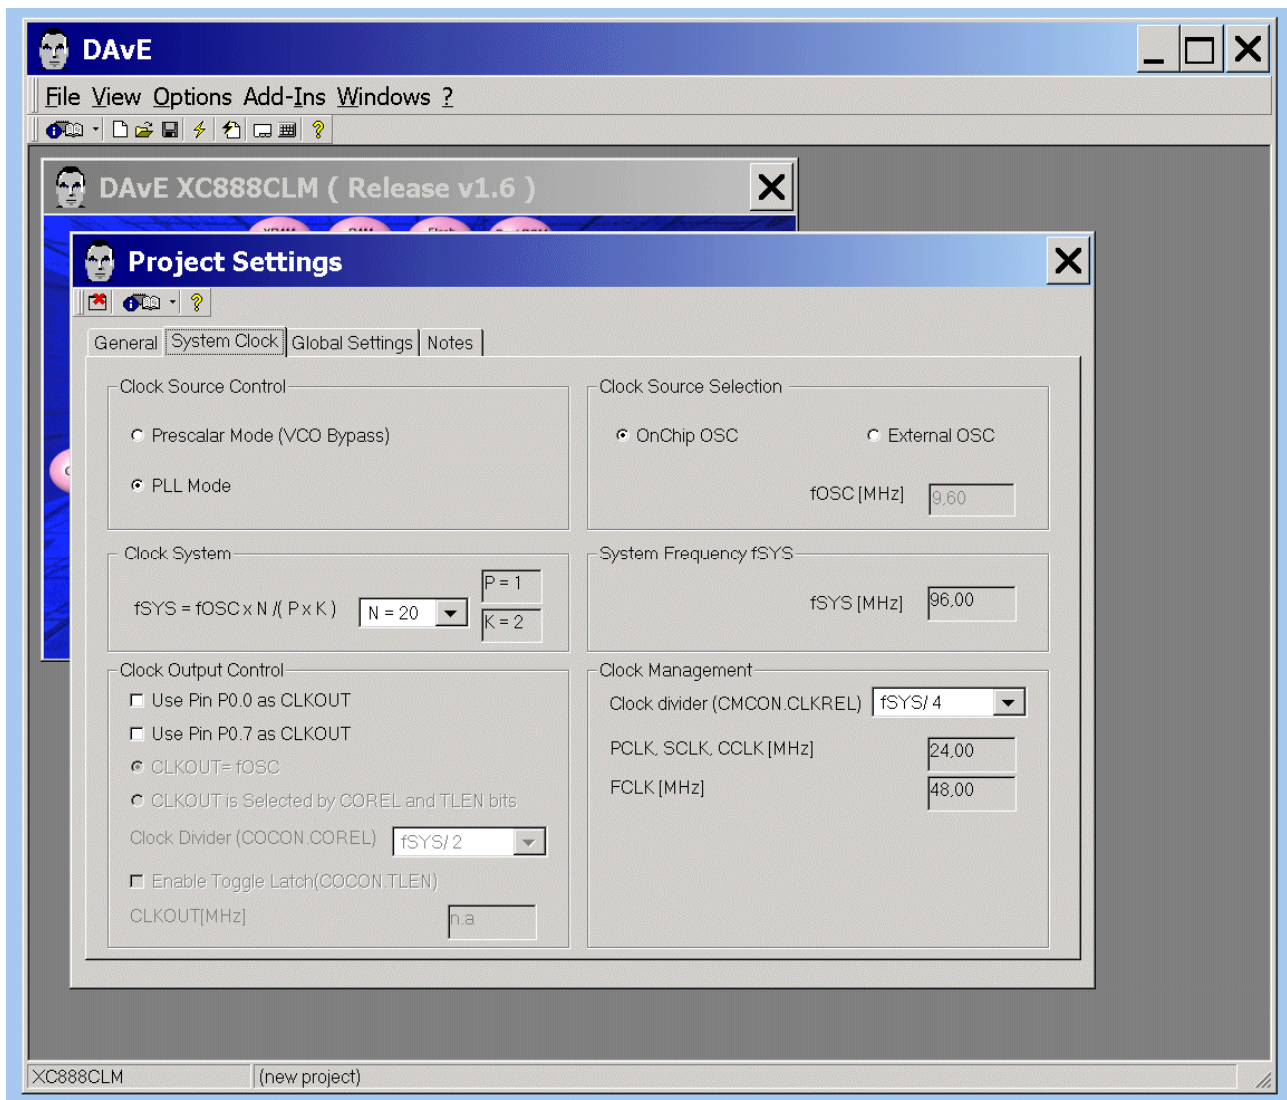 DAvE
File View Options Add-Ins Windows ?
DAvE XC888CLM ( Release v1.6 )
Project Settings
General System Clock Global Settings Notes
Clock Source Control
Prescalar Mode (VCO Bypass)
PLL Mode
Clock Source Selection
OnChip OSC External OSC
fOSC [MHz] 9,60
Clock System
fSYS = fOSC x N /( P x K ) N = 20
P = 1
K = 2
System Frequency fSYS
fSYS [MHz] 96,00
Clock Output Control
Use Pin P0.0 as CLKOUT
Use Pin P0.7 as CLKOUT
CLKOUT= fOSC
CLKOUT is Selected by COREL and TLEN bits
Clock Divider (COCON.COREL) fSYS/ 2
Enable Toggle Latch(COCON.TLEN)
CLKOUT[MHz] n.a
Clock Management
Clock divider (CMCON.CLKREL) fSYS/ 4
PCLK, SCLK, CCLK [MHz] 24,00
FCLK [MHz] 48,00
XC888CLM (new project)